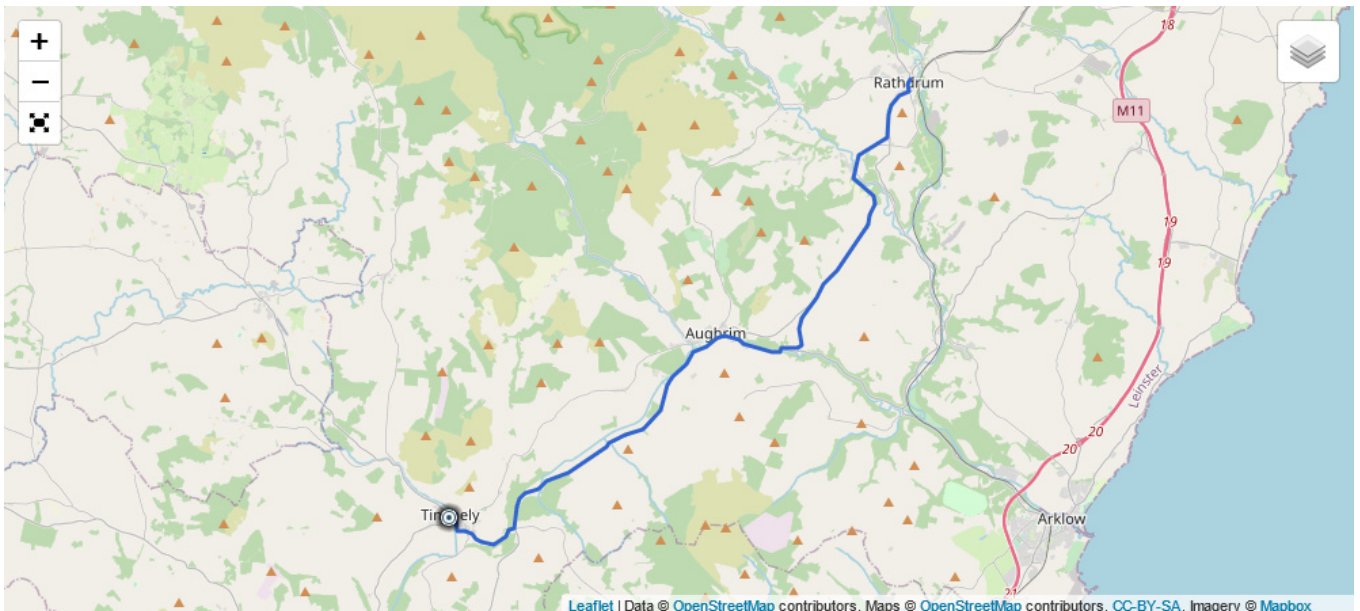 +
−
18
Rathdrum
M11
19
19
Aughrim
Leinster
20
20
Arklow
21
Leaflet | Data © OpenStreetMap contributors, Maps © OpenStreetMap contributors, CC-BY-SA, Imagery © Mapbox